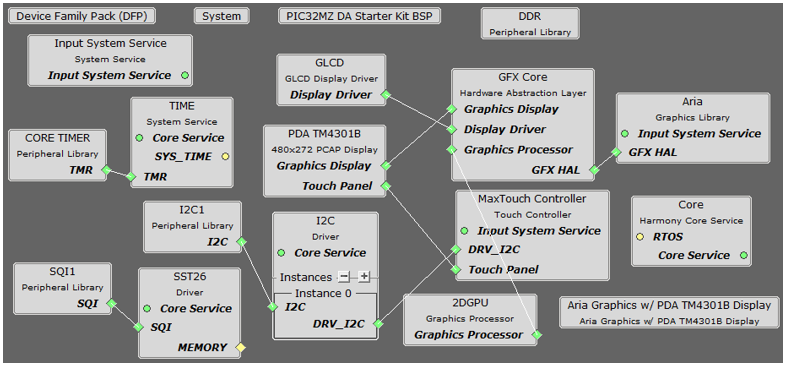 Device Family Pack (DFP)
System
PIC32MZ DA Starter Kit BSP
DDR
Peripheral Library
Input System Service
System Service
Input System Service
GLCD
GLCD Display Driver
Display Driver
GFX Core
Hardware Abstraction Layer
Graphics Display
Display Driver
Graphics Processor
GFX HAL
Aria
Graphics Library
Input System Service
GFX HAL
TIME
System Service
Core Service
SYS_TIME
TMR
CORE TIMER
Peripheral Library
TMR
PDA TM4301B
480x272 PCAP Display
Graphics Display
Touch Panel
I2C1
Peripheral Library
I2C
I2C
Driver
Core Service
Instances
Instance 0
I2C
DRV_I2C
MaxTouch Controller
Touch Controller
Input System Service
DRV_I2C
Touch Panel
Core
Harmony Core Service
RTOS
Core Service
SQI1
Peripheral Library
SQI
SST26
Driver
Core Service
SQI
MEMORY
2DGPU
Graphics Processor
Graphics Processor
Aria Graphics w/ PDA TM4301B Display
Aria Graphics w/ PDA TM4301B Display